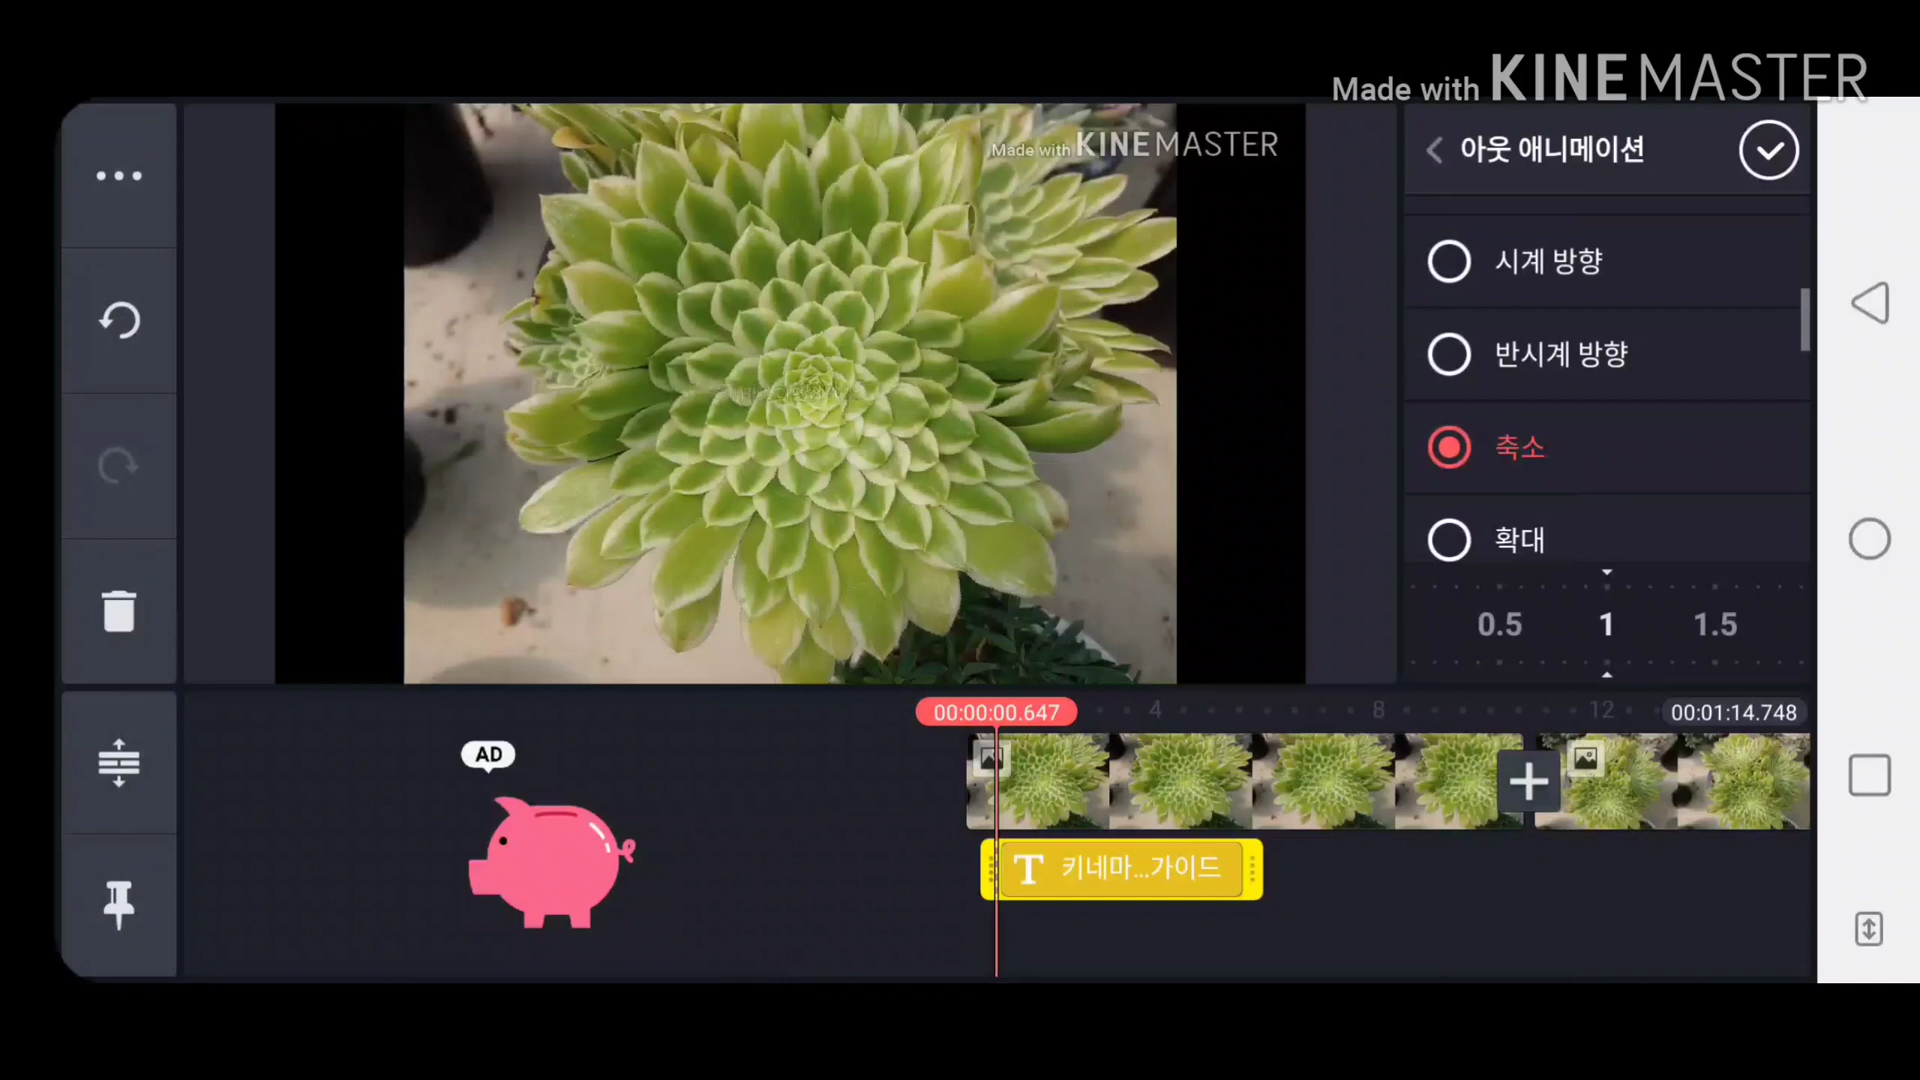 Made with KINEMASTER
Made with KINEMASTER
아웃 애니메이션
시계 방향
반시계 방향
축소
확대
0.5 1 1.5
00:00:00.647 4 8 12 00:01:14.748
AD
T 키네마...가이드